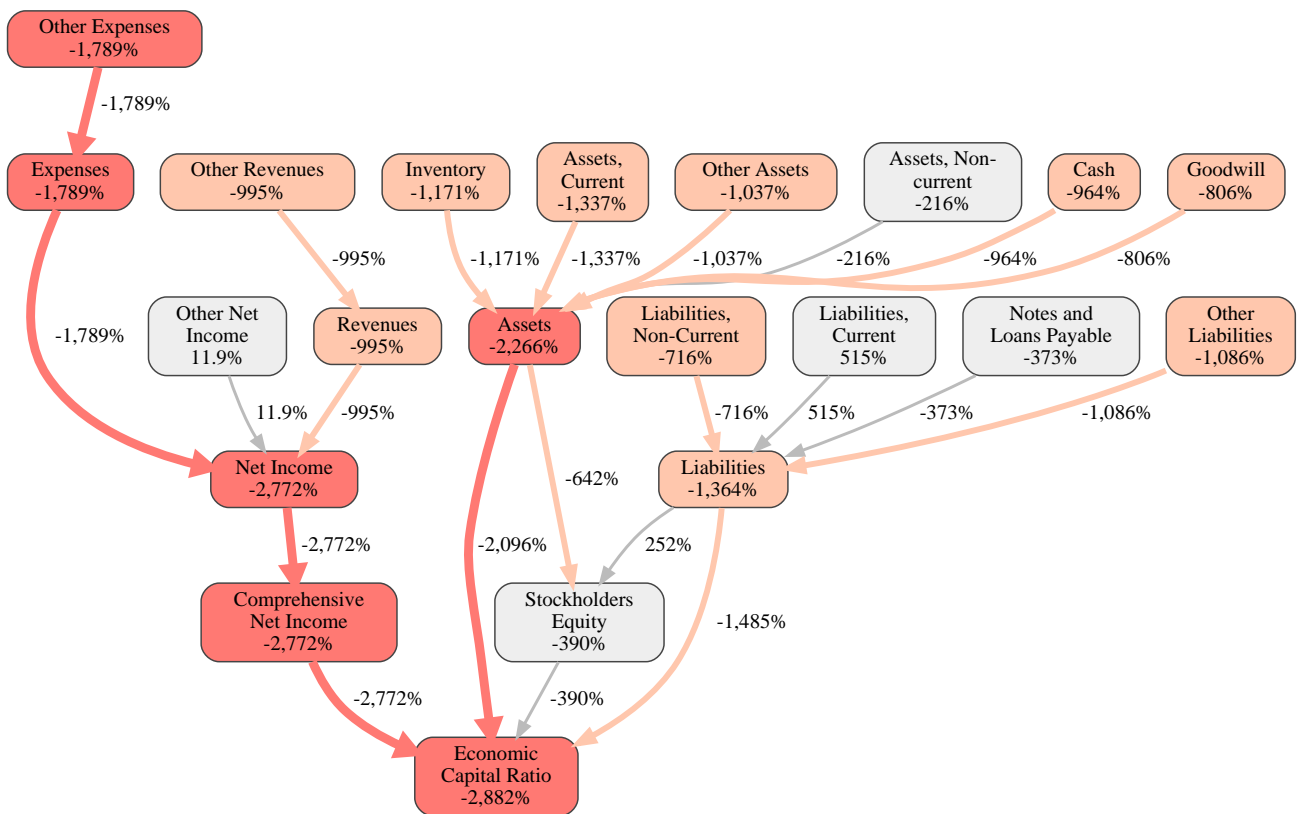 Other Expenses
-1,789%
-1,789%
Expenses
-1,789%
Other Revenues
-995%
Inventory
-1,171%
Assets,
Current
-1,337%
Other Assets
-1,037%
Assets, Non-
current
-216%
Cash
-964%
Goodwill
-806%
-995%
-1,171%
-1,337%
-1,037%
-216%
-964%
-806%
-1,789%
Other Net
Income
11.9%
Revenues
-995%
Assets
-2,266%
Liabilities,
Non-Current
-716%
Liabilities,
Current
515%
Notes and
Loans Payable
-373%
Other
Liabilities
-1,086%
11.9%
-995%
-716%
515%
-373%
-1,086%
Net Income
-2,772%
-642%
Liabilities
-1,364%
-2,772%
-2,096%
252%
Comprehensive
Net Income
-2,772%
Stockholders
Equity
-390%
-1,485%
-2,772%
-390%
Economic
Capital Ratio
-2,882%